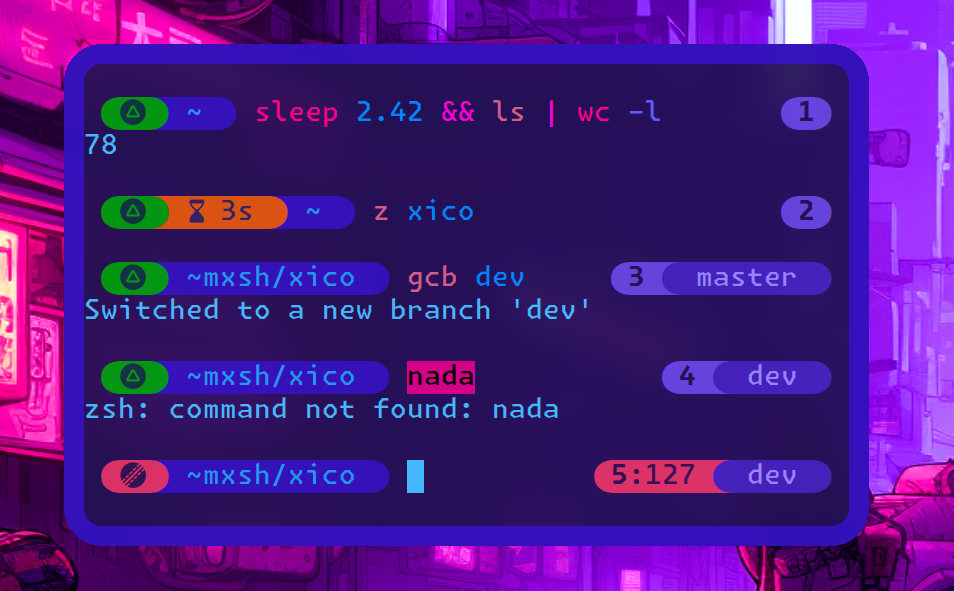 ~ sleep 2.42 && ls | wc -l 1
78
3s ~ z xico 2
~mxsh/xico gcb dev 3 master
Switched to a new branch 'dev'
~mxsh/xico nada 4 dev
zsh: command not found: nada
~mxsh/xico 5:127 dev